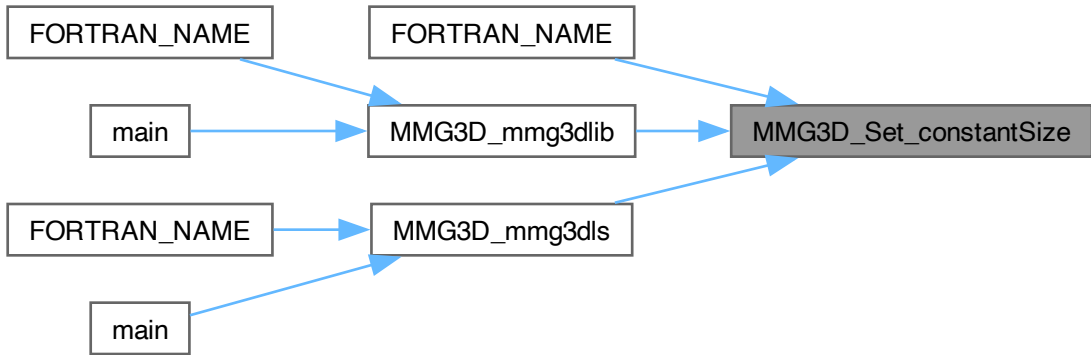 FORTRAN_NAME
FORTRAN_NAME
main
MMG3D_mmg3dlib
MMG3D_Set_constantSize
FORTRAN_NAME
MMG3D_mmg3dls
main